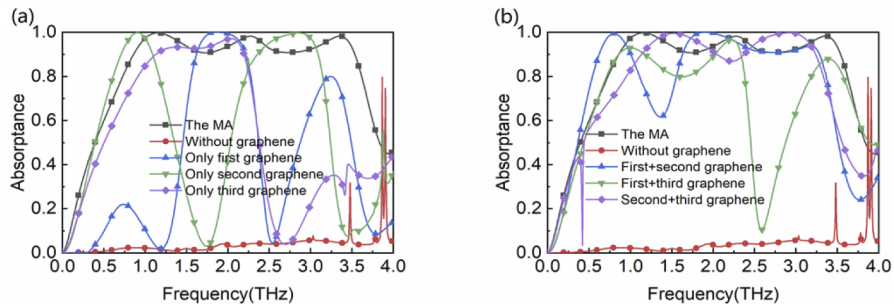 (a)
1.0
0.8
0.6
0.4
0.2
0.0
Absorptance
The MA
Without graphene
Only first graphene
Only second graphene
Only third graphene
0.0 0.5 1.0 1.5 2.0 2.5 3.0 3.5 4.0
Frequency(THz)
(b)
1.0
0.8
0.6
0.4
0.2
0.0
Absorptance
The MA
Without graphene
First+second graphene
First+third graphene
Second+third graphene
0.0 0.5 1.0 1.5 2.0 2.5 3.0 3.5 4.0
Frequency(THz)